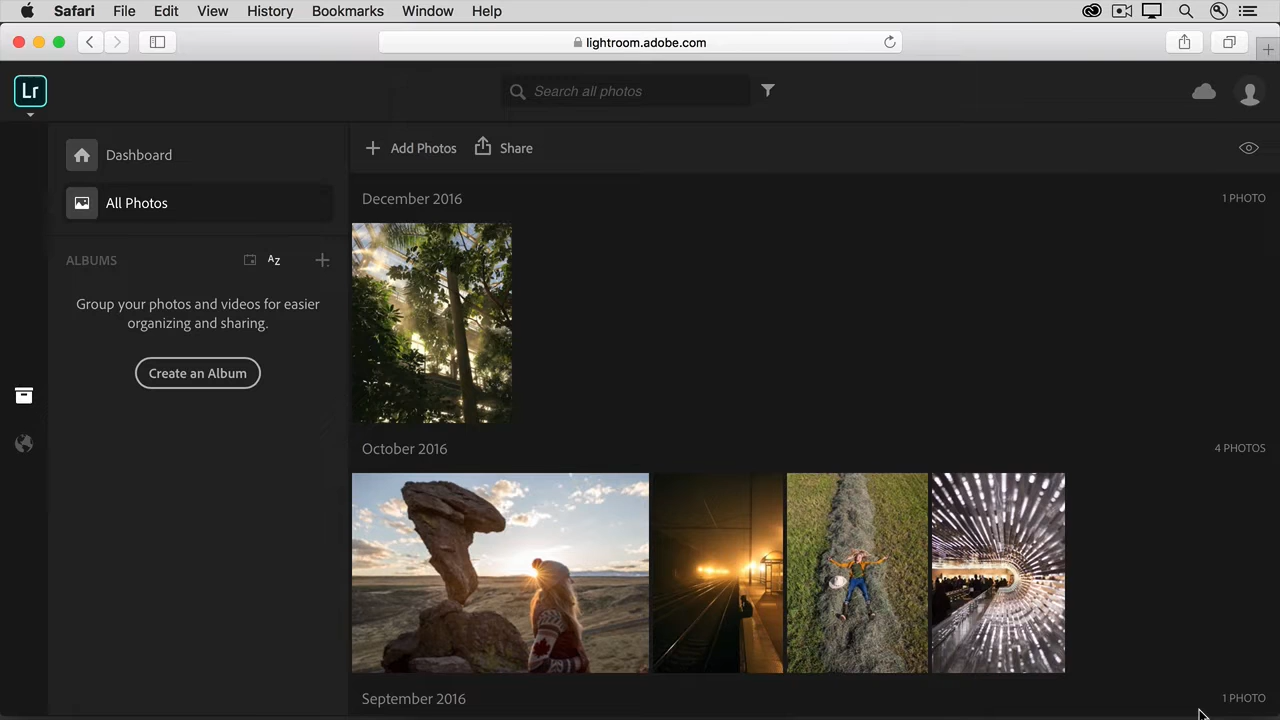 Safari File Edit View History Bookmarks Window Help
lightroom.adobe.com
Lr
Search all photos
Dashboard
All Photos
ALBUMS
AZ
Group your photos and videos for easier
organizing and sharing.
Create an Album
Add Photos Share
December 2016 1 PHOTO
October 2016 4 PHOTOS
September 2016 1 PHOTO